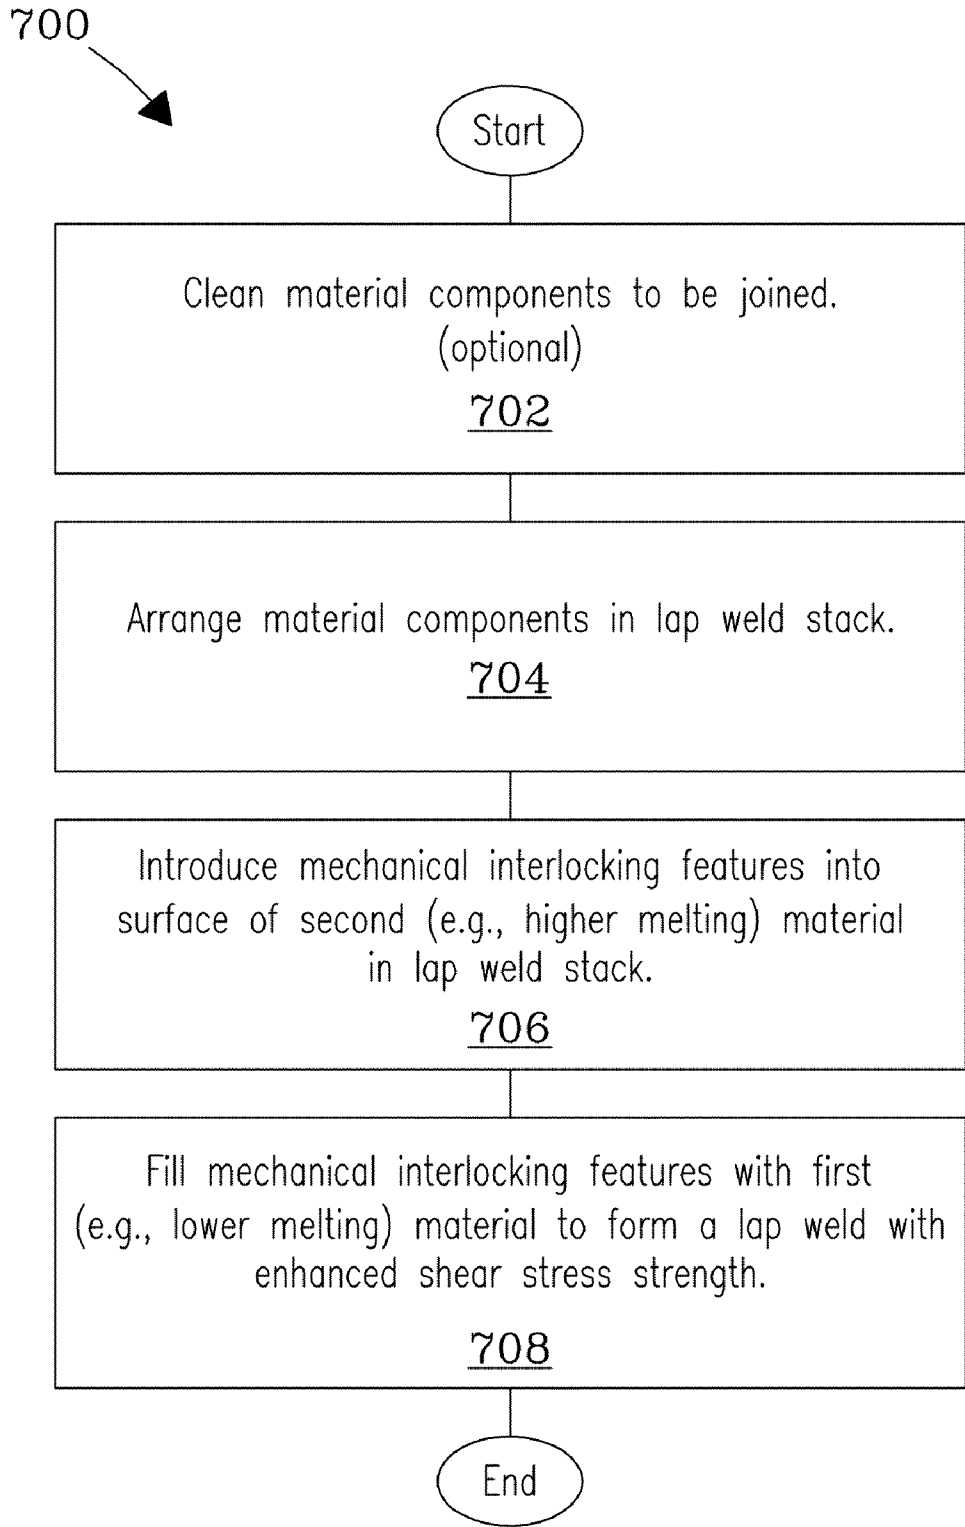 700
Start
Clean material components to be joined.
(optional)
702
Arrange material components in lap weld stack.
704
Introduce mechanical interlocking features into
surface of second (e.g., higher melting) material
in lap weld stack.
706
Fill mechanical interlocking features with first
(e.g., lower melting) material to form a lap weld with
enhanced shear stress strength.
708
End